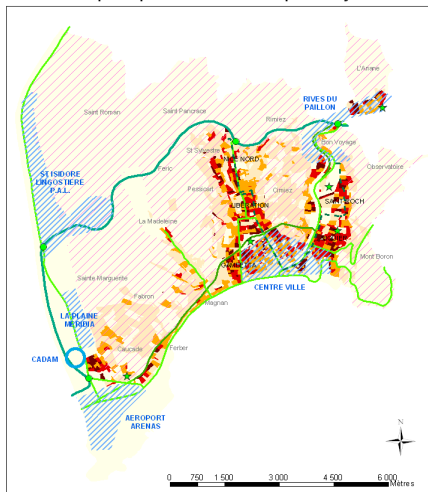 L'Ariane
RIVES DU
PAILLON
Saint Roman
Saint Pancrace
Rimiez
St Sylvestre
NICE NORD
Bon Voyage
Feric
Observatoire
ST ISIDORE
LINGOSTIERE
P.A.L.
Pessicart
Cimiez
LIBERATION
SAINT ROCH
La Madeleine
Mont Boron
Sainte Marguerite
CENTRE VILLE
Fabron
Magnan
LA PLAINE
MERIDIA
Caucade
Ferber
CADAM
AEROPORT
ARENAS
N
0 750 1 500 3 000 4 500 6 000
Mètres